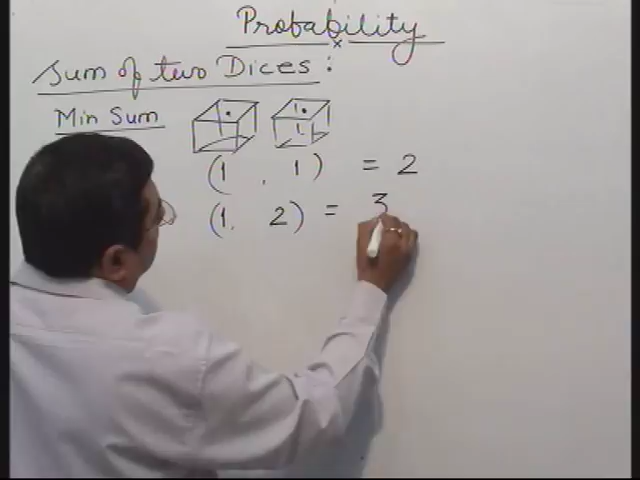 Probability
Sum of two Dices :
Min Sum
(1 , 1) = 2
(1, 2) = 3